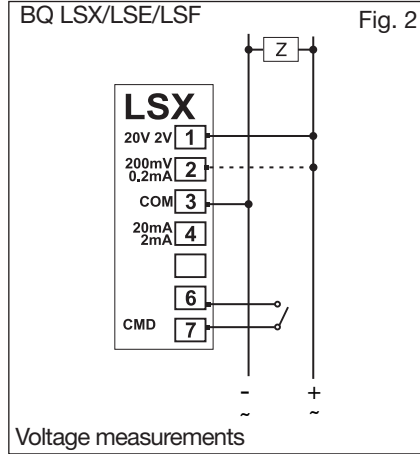 BQ LSX/LSE/LSF
Fig. 2
Z
LSX
20V 2V 1
200mV
0.2mA 2
COM 3
20mA
2mA 4
6
CMD 7
- +
~ ~
Voltage measurements